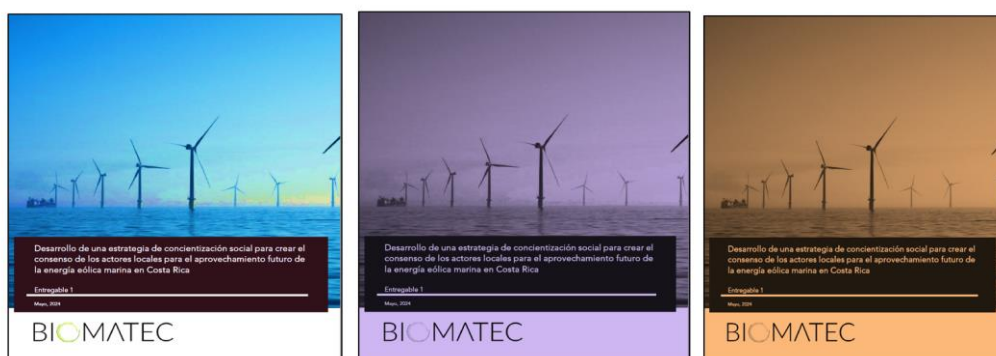 Desarrollo de una estrategia de concientización social para crear el
consenso de los actores locales para el aprovechamiento futuro de
la energía eólica marina en Costa Rica
Entregable 1
Mayo, 2024
BIOMATEC
Desarrollo de una estrategia de concientización social para crear el
consenso de los actores locales para el aprovechamiento futuro de
la energía eólica marina en Costa Rica
Entregable 1
Mayo, 2024
BIOMATEC
Desarrollo de una estrategia de concientización social para crear el
consenso de los actores locales para el aprovechamiento futuro de
la energía eólica marina en Costa Rica
Entregable 1
Mayo, 2024
BIOMATEC